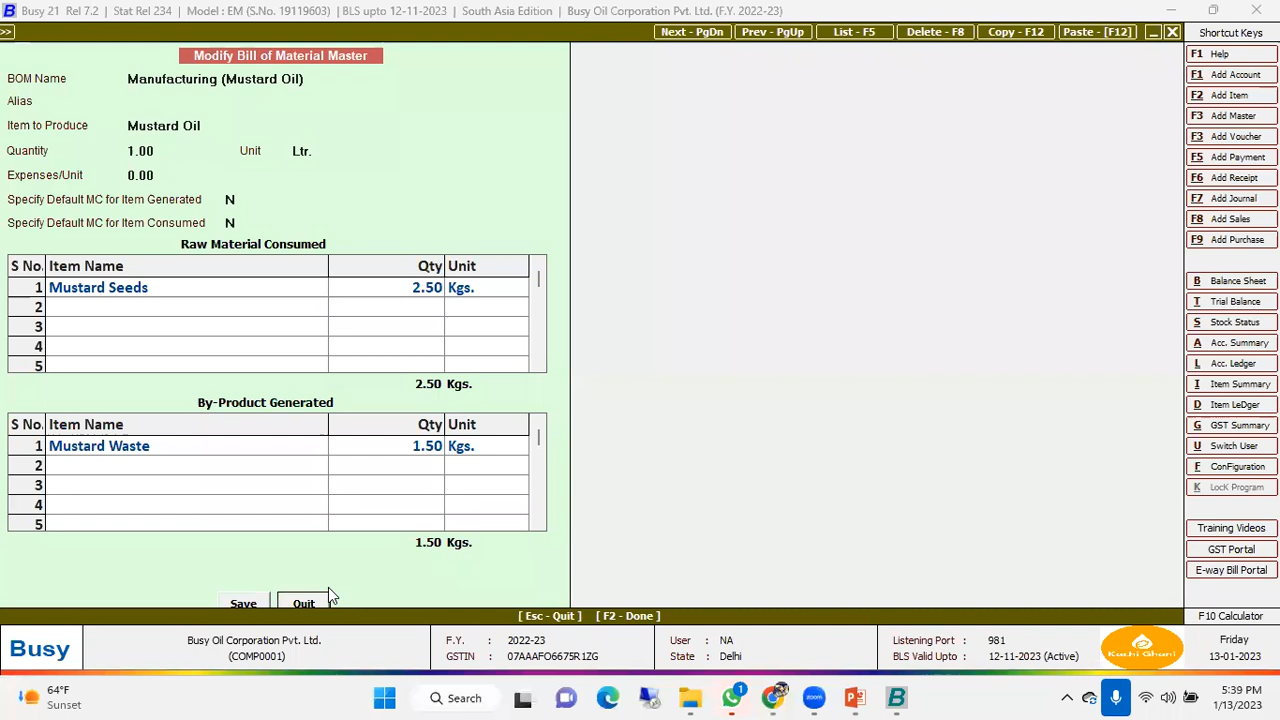 Busy 21 Rel 7.2 | Stat Rel 234 | Model : EM (S.No. 19119603) | BLS upto 12-11-2023 | South Asia Edition | Busy Oil Corporation Pvt. Ltd. (F.Y. 2022-23)
>> Next - PgDn Prev - PgUp List - F5 Delete - F8 Copy - F12 Paste - [F12]
Modify Bill of Material Master
BOM Name Manufacturing (Mustard Oil)
Alias
Item to Produce Mustard Oil
Quantity 1.00 Unit Ltr.
Expenses/Unit 0.00
Specify Default MC for Item Generated N
Specify Default MC for Item Consumed N
Raw Material Consumed
S No. Item Name Qty Unit
1 Mustard Seeds 2.50 Kgs.
2
3
4
5
2.50 Kgs.
By-Product Generated
S No. Item Name Qty Unit
1 Mustard Waste 1.50 Kgs.
2
3
4
5
1.50 Kgs.
Save Quit
[ Esc - Quit ] [ F2 - Done ]
Shortcut Keys
F1 Help
F1 Add Account
F2 Add Item
F3 Add Master
F3 Add Voucher
F5 Add Payment
F6 Add Receipt
F7 Add Journal
F8 Add Sales
F9 Add Purchase
B Balance Sheet
T Trial Balance
S Stock Status
A Acc. Summary
L Acc. Ledger
I Item Summary
D Item LeDger
G GST Summary
U Switch User
F ConFiguration
K LocK Program
Training Videos
GST Portal
E-way Bill Portal
F10 Calculator
Busy
Busy Oil Corporation Pvt. Ltd.
(COMP0001)
F.Y. : 2022-23
GSTIN : 07AAAFO6675R1ZG
User : NA
State : Delhi
Listening Port : 981
BLS Valid Upto : 12-11-2023 (Active)
Kachi Ghani
Friday
13-01-2023
64°F
Sunset
Search
1
zoom
5:39 PM
1/13/2023